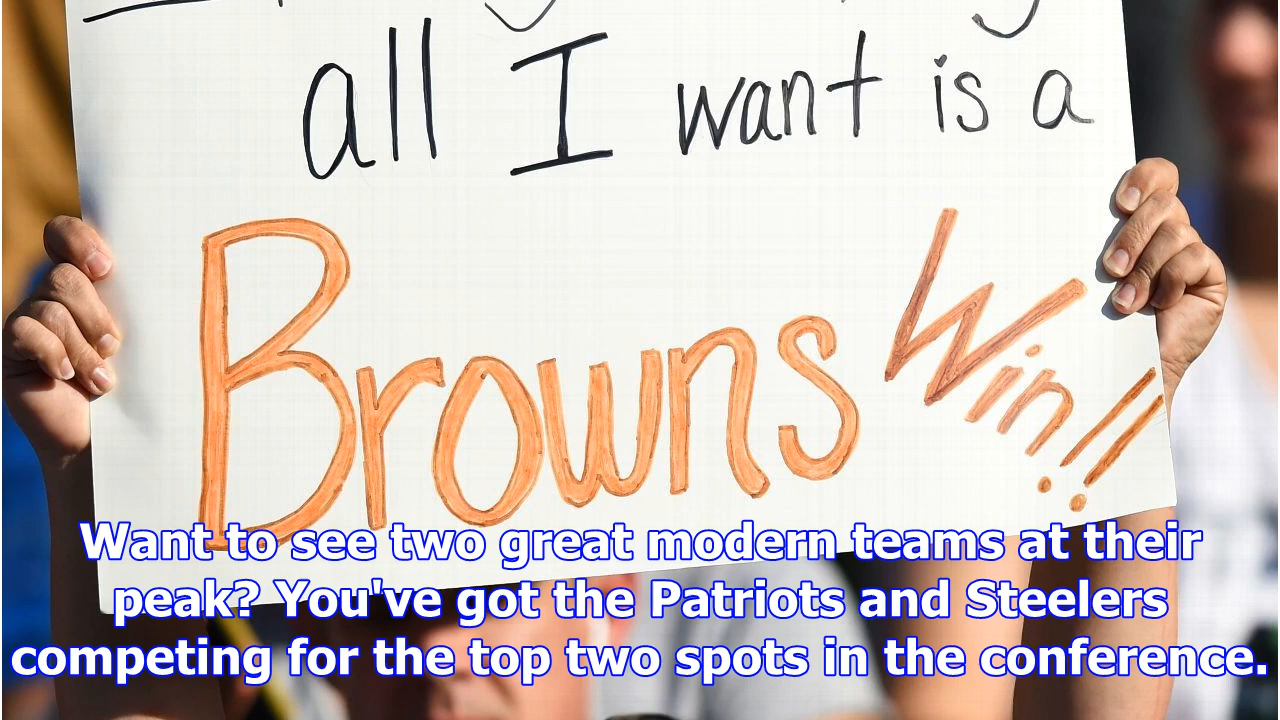 all I want is a
Browns Win!!
Want to see two great modern teams at their
peak? You've got the Patriots and Steelers
competing for the top two spots in the conference.